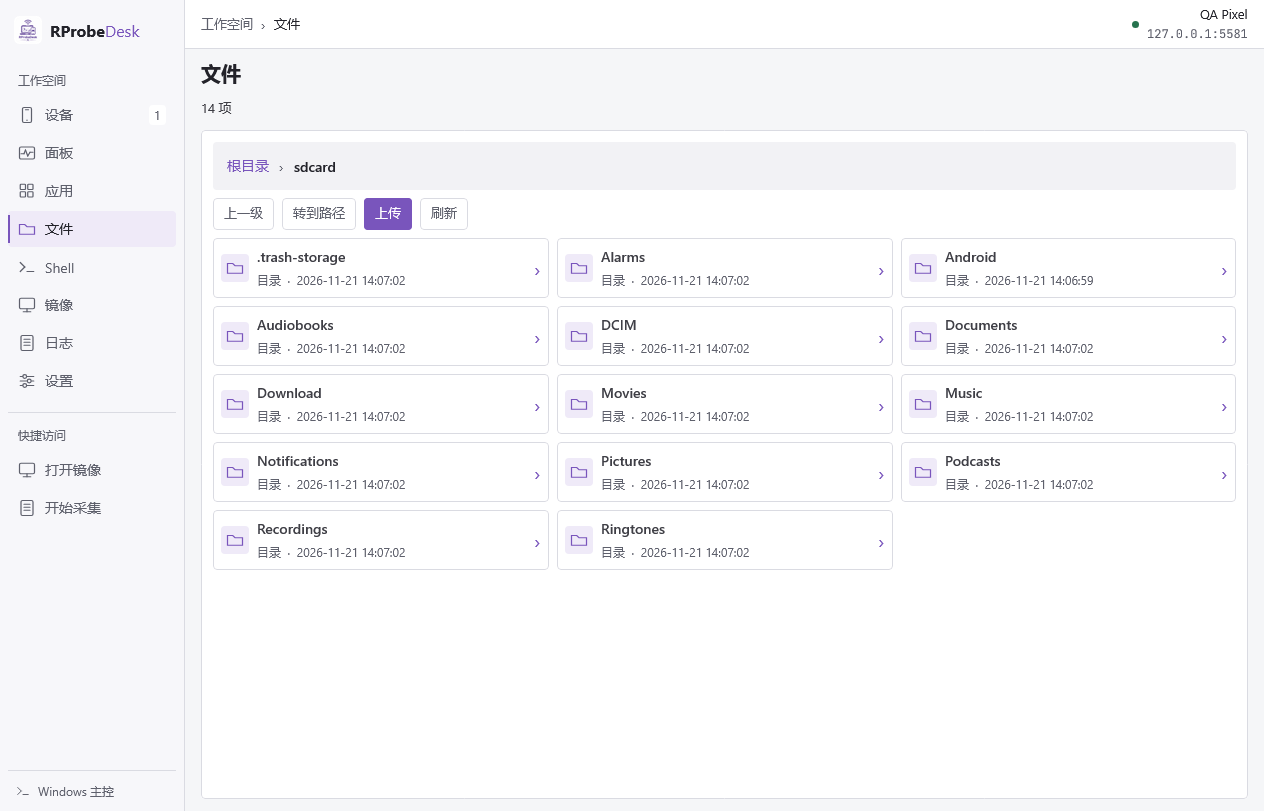 RProbeDesk
工作空间
设备 1
面板
应用
文件
Shell
镜像
日志
设置
快捷访问
打开镜像
开始采集
Windows 主控
工作空间 › 文件
QA Pixel
127.0.0.1:5581
文件
14 项
根目录 › sdcard
上一级 转到路径 上传 刷新
.trash-storage
目录 · 2026-11-21 14:07:02
Alarms
目录 · 2026-11-21 14:07:02
Android
目录 · 2026-11-21 14:06:59
Audiobooks
目录 · 2026-11-21 14:07:02
DCIM
目录 · 2026-11-21 14:07:02
Documents
目录 · 2026-11-21 14:07:02
Download
目录 · 2026-11-21 14:07:02
Movies
目录 · 2026-11-21 14:07:02
Music
目录 · 2026-11-21 14:07:02
Notifications
目录 · 2026-11-21 14:07:02
Pictures
目录 · 2026-11-21 14:07:02
Podcasts
目录 · 2026-11-21 14:07:02
Recordings
目录 · 2026-11-21 14:07:02
Ringtones
目录 · 2026-11-21 14:07:02